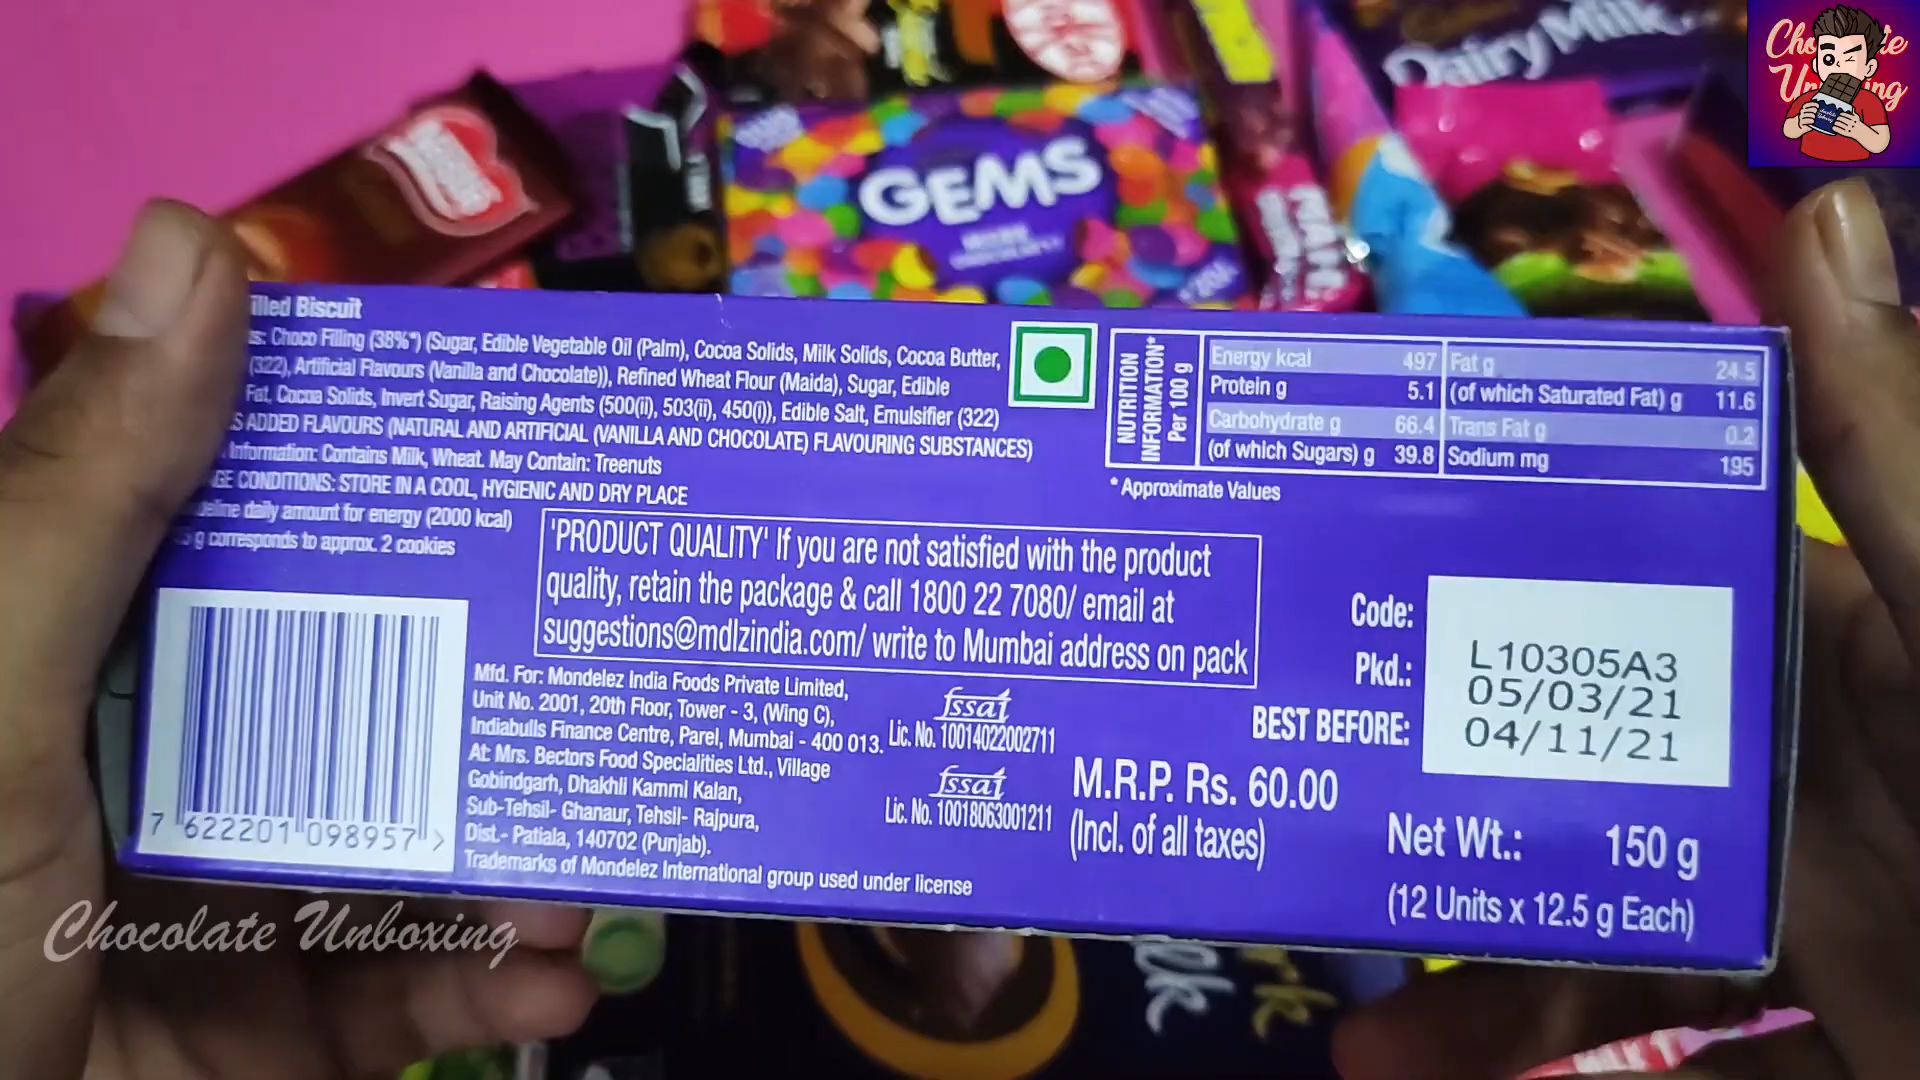 Dairy Milk
GEMS
illed Biscuit
s: Choco Filling (38%*) (Sugar, Edible Vegetable Oil (Palm), Cocoa Solids, Milk Solids, Cocoa Butter,
(322), Artificial Flavours (Vanilla and Chocolate)), Refined Wheat Flour (Maida), Sugar, Edible
Fat, Cocoa Solids, Invert Sugar, Raising Agents (500(ii), 503(ii), 450(i)), Edible Salt, Emulsifier (322)
S ADDED FLAVOURS (NATURAL AND ARTIFICIAL (VANILLA AND CHOCOLATE) FLAVOURING SUBSTANCES)
Information: Contains Milk, Wheat. May Contain: Treenuts
GE CONDITIONS: STORE IN A COOL, HYGIENIC AND DRY PLACE
deline daily amount for energy (2000 kcal)
g corresponds to approx. 2 cookies
NUTRITION
INFORMATION*
Per 100 g
Energy kcal 497 Fat g 24.5
Protein g 5.1 (of which Saturated Fat) g 11.6
Carbohydrate g 66.4 Trans Fat g 0.2
(of which Sugars) g 39.8 Sodium mg 195
* Approximate Values
'PRODUCT QUALITY' If you are not satisfied with the product
quality, retain the package & call 1800 22 7080/ email at
suggestions@mdlzindia.com/ write to Mumbai address on pack
7 622201 098957 >
Mfd. For: Mondelez India Foods Private Limited,
Unit No. 2001, 20th Floor, Tower - 3, (Wing C),
Indiabulls Finance Centre, Parel, Mumbai - 400 013.
At: Mrs. Bectors Food Specialities Ltd., Village
Gobindgarh, Dhakhli Kammi Kalan,
Sub-Tehsil- Ghanaur, Tehsil- Rajpura,
Dist.- Patiala, 140702 (Punjab).
Trademarks of Mondelez International group used under license
fssai
Lic. No. 10014022002711
fssai
Lic. No. 10018063001211
M.R.P. Rs. 60.00
(Incl. of all taxes)
Code: L10305A3
Pkd.: 05/03/21
BEST BEFORE: 04/11/21
Net Wt.: 150 g
(12 Units x 12.5 g Each)
Chocolate Unboxing